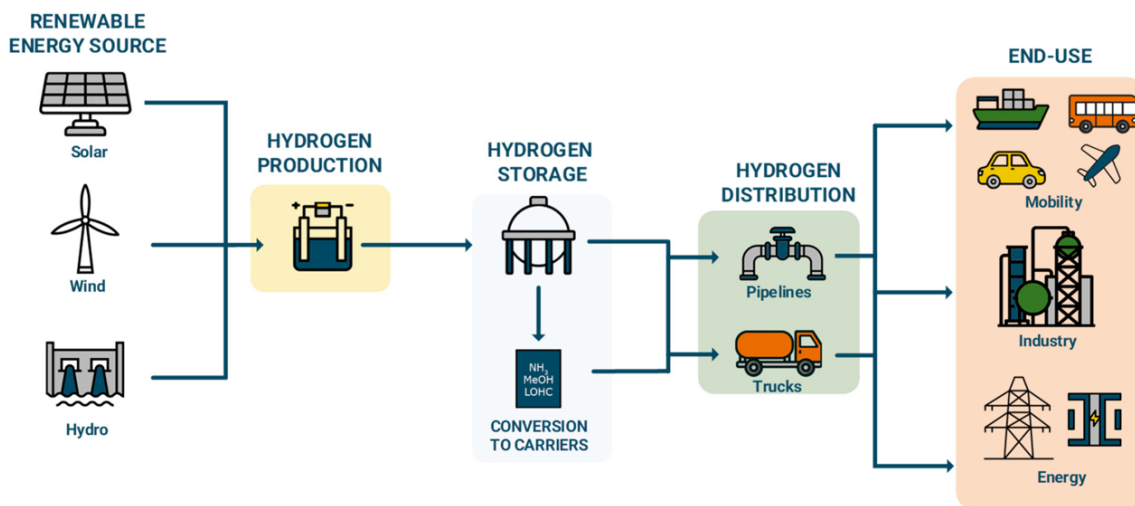 RENEWABLE
ENERGY SOURCE
Solar
Wind
Hydro
HYDROGEN
PRODUCTION
+ −
HYDROGEN
STORAGE
NH₃
MeOH
LOHC
CONVERSION
TO CARRIERS
HYDROGEN
DISTRIBUTION
Pipelines
Trucks
END-USE
Mobility
Industry
Energy